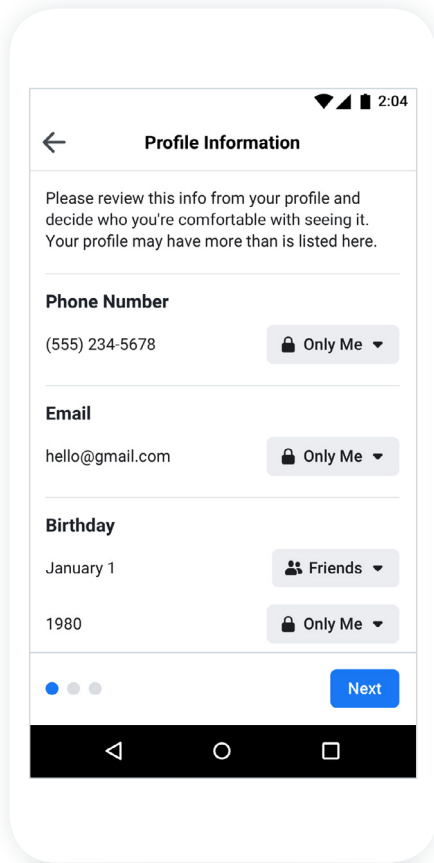 2:04
Profile Information
Please review this info from your profile and
decide who you're comfortable with seeing it.
Your profile may have more than is listed here.
Phone Number
(555) 234-5678 Only Me
Email
hello@gmail.com Only Me
Birthday
January 1 Friends
1980 Only Me
Next